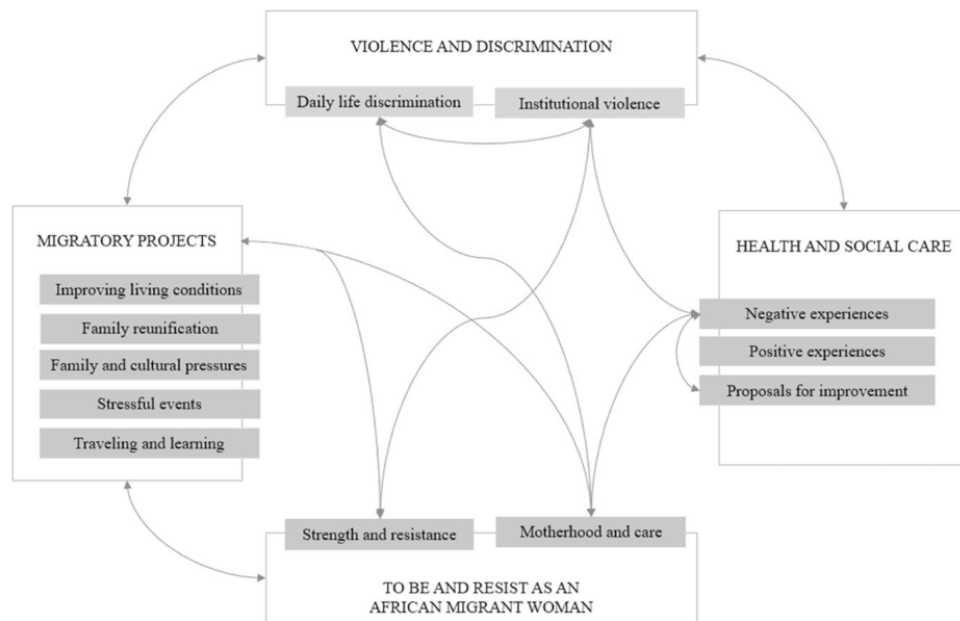 VIOLENCE AND DISCRIMINATION
Daily life discrimination
Institutional violence
MIGRATORY PROJECTS
Improving living conditions
Family reunification
Family and cultural pressures
Stressful events
Traveling and learning
HEALTH AND SOCIAL CARE
Negative experiences
Positive experiences
Proposals for improvement
Strength and resistance
Motherhood and care
TO BE AND RESIST AS AN
AFRICAN MIGRANT WOMAN